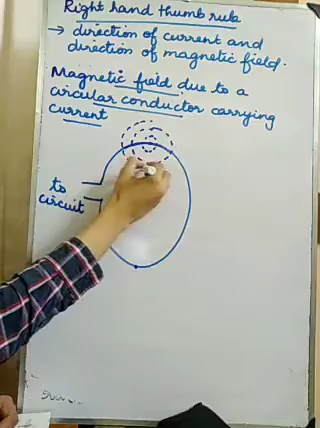 Right hand thumb rule
→ direction of current and
direction of magnetic field.
Magnetic field due to a
circular conductor carrying
current
to
circuit